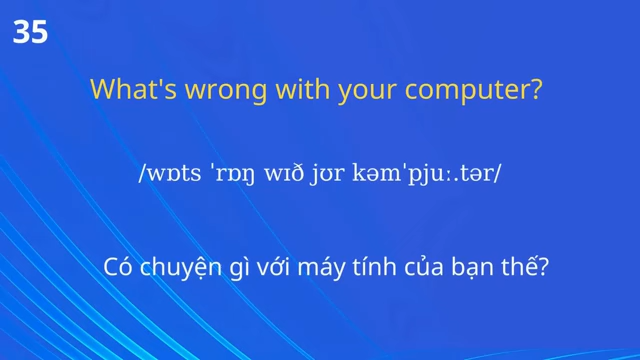 35
What's wrong with your computer?
/wɒts ˈrɒŋ wɪð jʊr kəmˈpjuː.tər/
Có chuyện gì với máy tính của bạn thế?